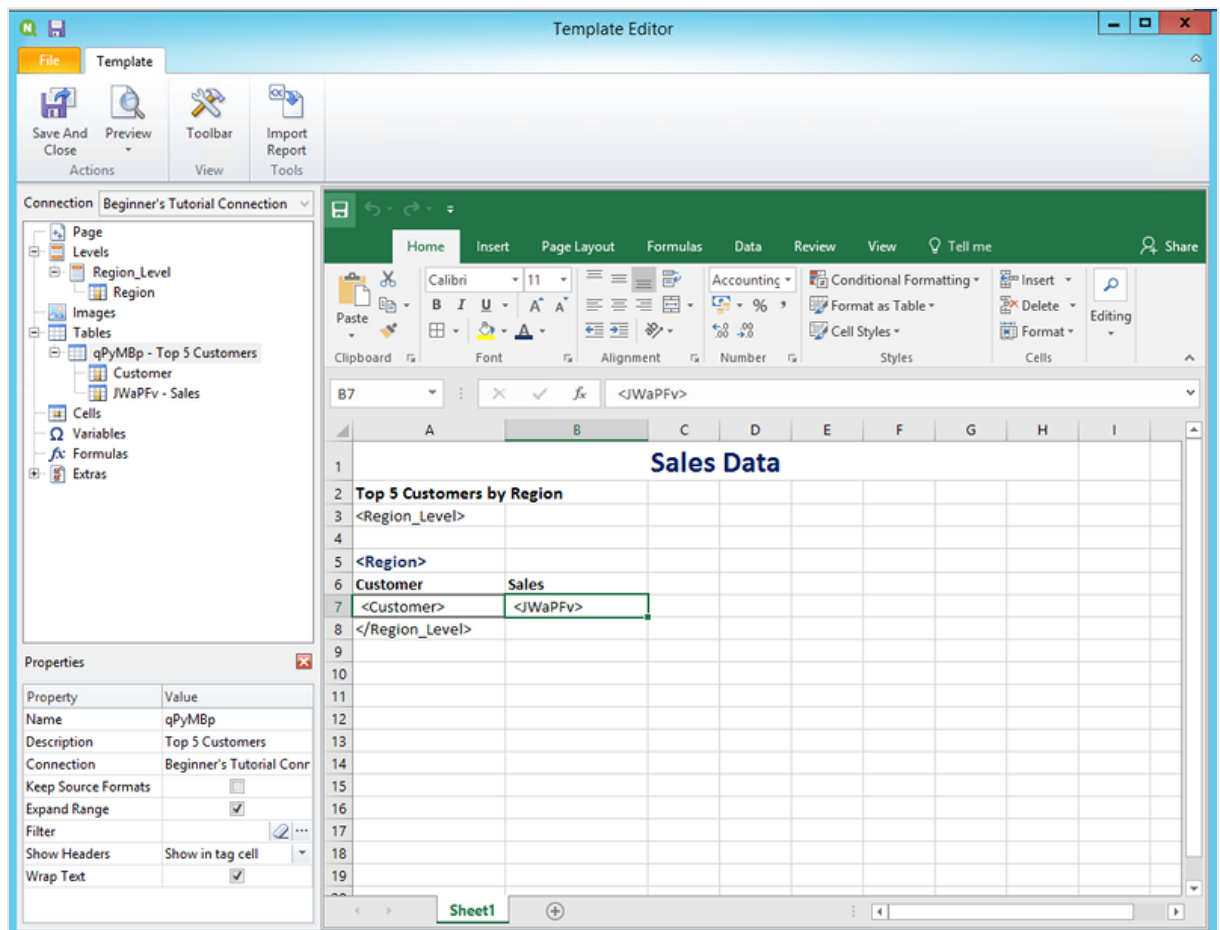 Template Editor
File Template
Save And Close Preview Toolbar Import Report
Actions View Tools
Connection Beginner's Tutorial Connection
Page
Levels
Region_Level
Region
Images
Tables
qPyMBp - Top 5 Customers
Customer
JWaPFv - Sales
Cells
Ω Variables
fx Formulas
Extras
Properties
Property Value
Name qPyMBp
Description Top 5 Customers
Connection Beginner's Tutorial Conr
Keep Source Formats
Expand Range
Filter
Show Headers Show in tag cell
Wrap Text
Home Insert Page Layout Formulas Data Review View Tell me Share
Paste Calibri 11 Accounting Conditional Formatting Insert
B I U A A % Format as Table Delete Editing
A Cell Styles Format
Clipboard Font Alignment Number Styles Cells
B7 fx <JWaPFv>
A B C D E F G H I
1 Sales Data
2 Top 5 Customers by Region
3 <Region_Level>
4
5 <Region>
6 Customer Sales
7 <Customer> <JWaPFv>
8 </Region_Level>
9
10
11
12
13
14
15
16
17
18
19
Sheet1